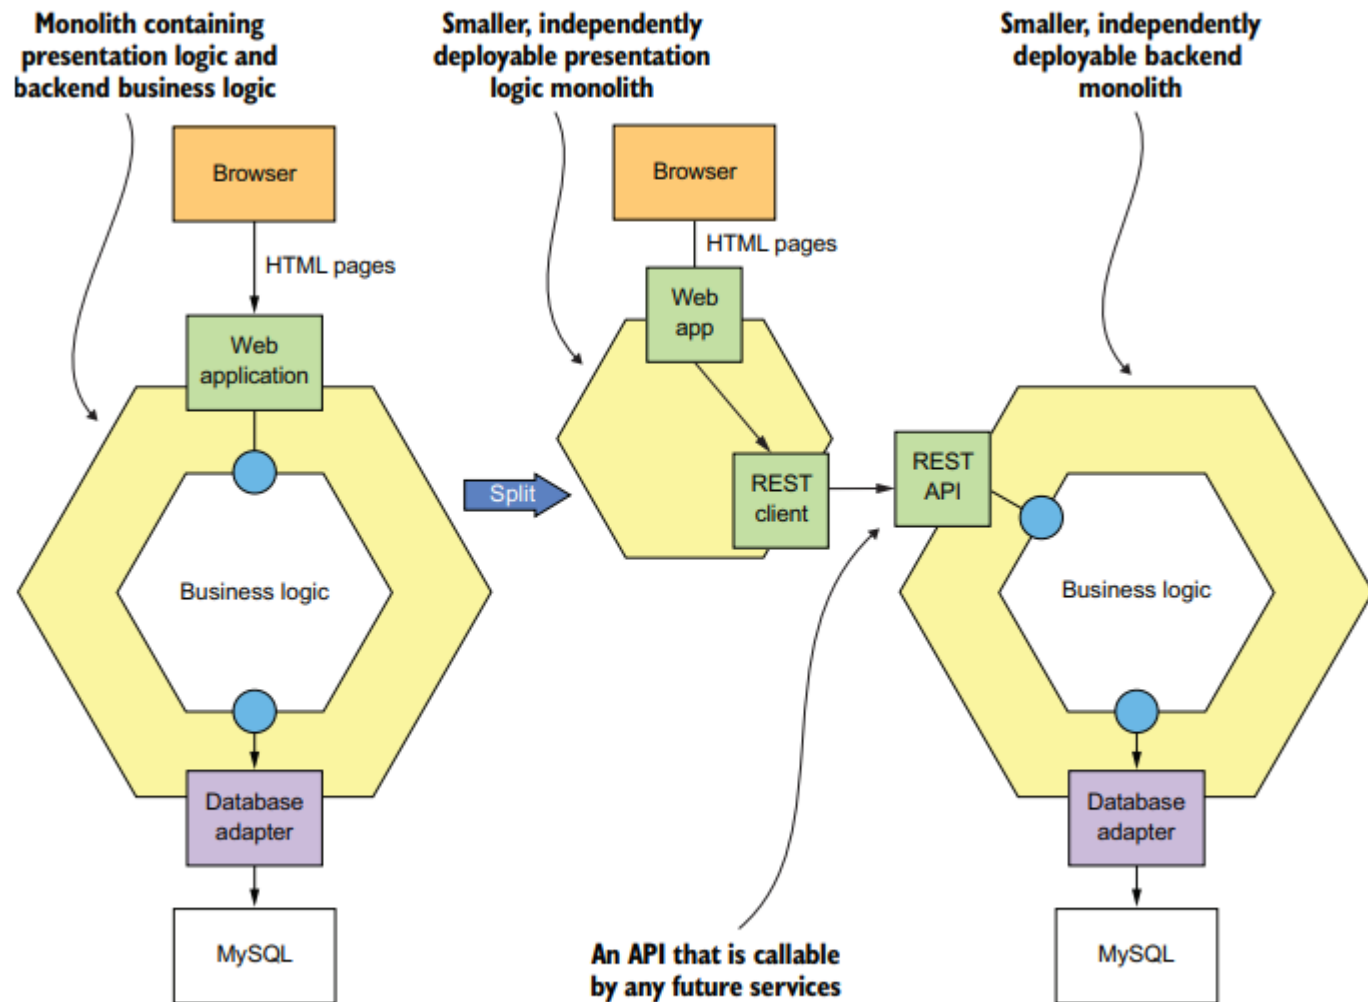 Monolith containing
presentation logic and
backend business logic
Smaller, independently
deployable presentation
logic monolith
Smaller, independently
deployable backend
monolith
Browser
HTML pages
Web
application
Business logic
Database
adapter
MySQL
Split
Browser
HTML pages
Web
app
REST
client
REST
API
Business logic
Database
adapter
MySQL
An API that is callable
by any future services